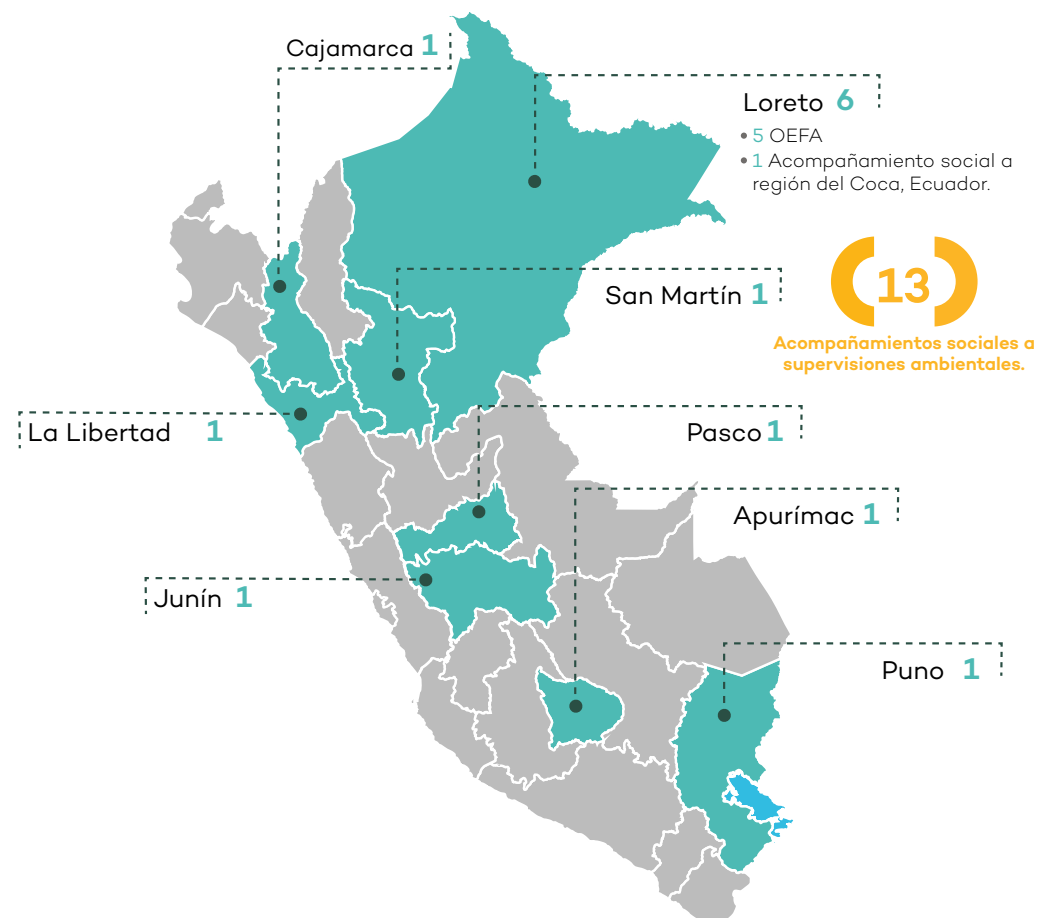 Cajamarca 1
Loreto 6
• 5 OEFA
• 1 Acompañamiento social a
región del Coca, Ecuador.
San Martín 1
13
Acompañamientos sociales a
supervisiones ambientales.
La Libertad 1
Pasco 1
Apurímac 1
Junín 1
Puno 1